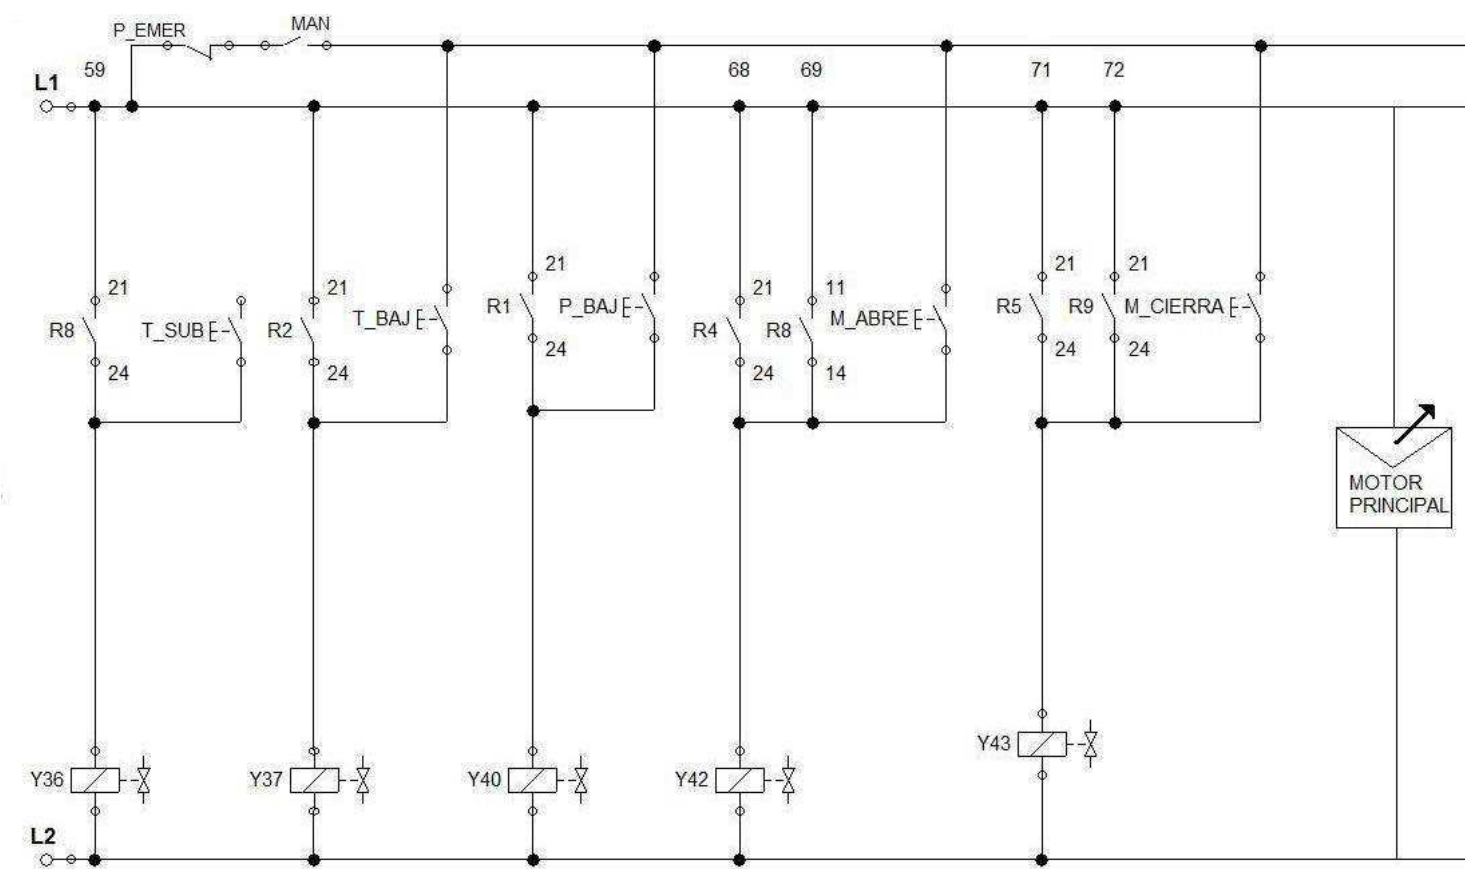 P_EMER
MAN
59
68
69
71
72
L1
21
21
21
21
11
21
21
R8
T_SUB
R2
T_BAJ
R1
P_BAJ
R4
R8
M_ABRE
R5
R9
M_CIERRA
24
24
24
24
14
24
24
MOTOR
PRINCIPAL
Y36
Y37
Y40
Y42
Y43
L2